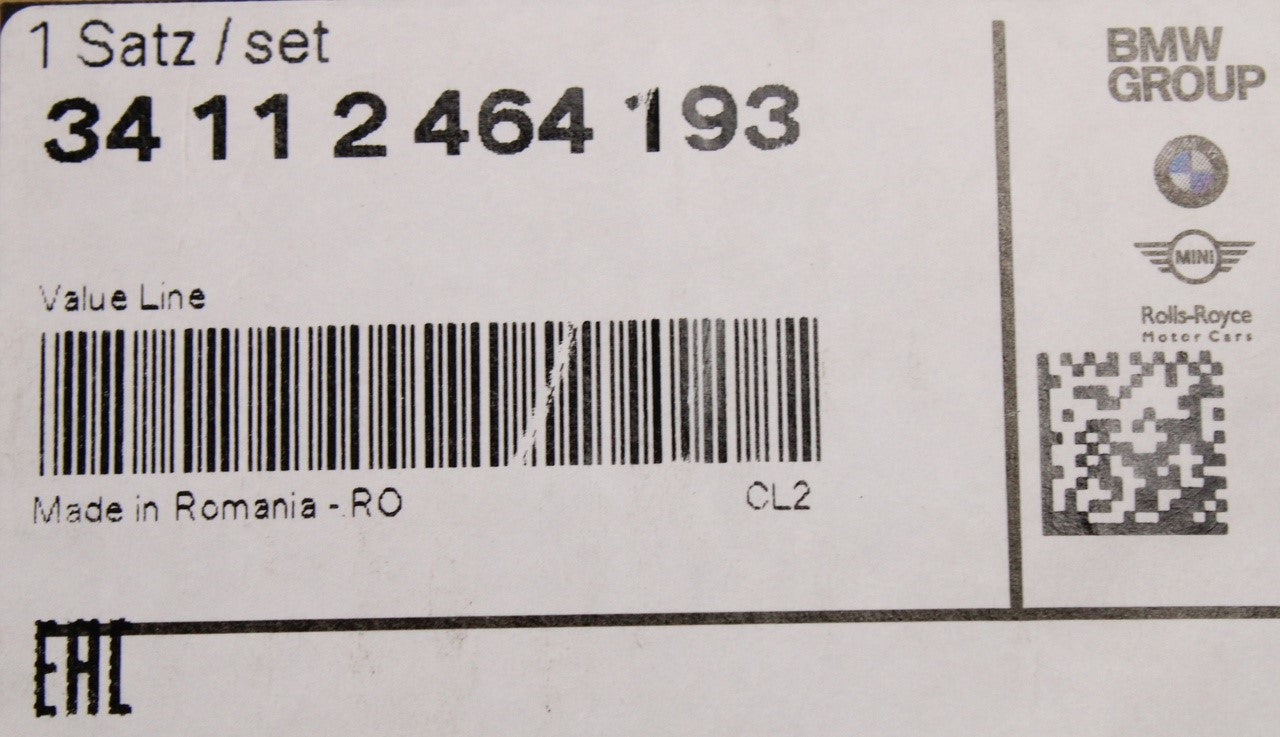 1 Satz / set
34 11 2 464 193
Value Line
Made in Romania - RO
CL2
EAC
BMW
GROUP
MINI
Rolls-Royce
Motor Cars